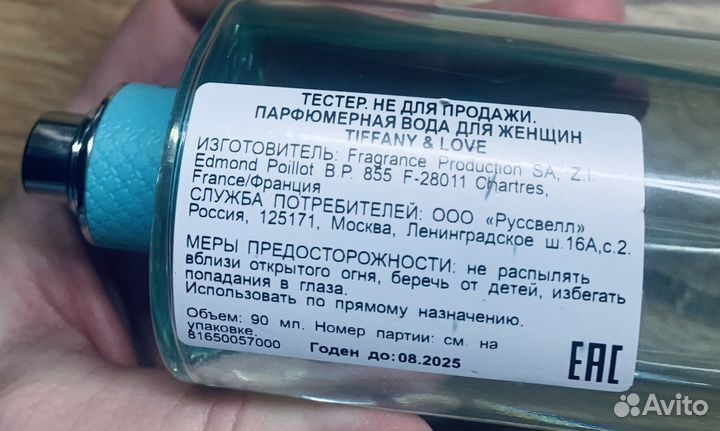 ТЕСТЕР. НЕ ДЛЯ ПРОДАЖИ.
ПАРФЮМЕРНАЯ ВОДА ДЛЯ ЖЕНЩИН
TIFFANY & LOVE
ИЗГОТОВИТЕЛЬ: Fragrance Production SA, Z.I.
Edmond Poillot B.P. 855 F-28011 Chartres,
France/Франция
СЛУЖБА ПОТРЕБИТЕЛЕЙ: ООО «Руссвелл»
Россия, 125171, Москва, Ленинградское ш.16А,с.2.
МЕРЫ ПРЕДОСТОРОЖНОСТИ: не распылять
вблизи открытого огня, беречь от детей, избегать
попадания в глаза.
Использовать по прямому назначению.
Объем: 90 мл. Номер партии: см. на
упаковке.
81650057000
Годен до:08.2025
ЕАС
Avito